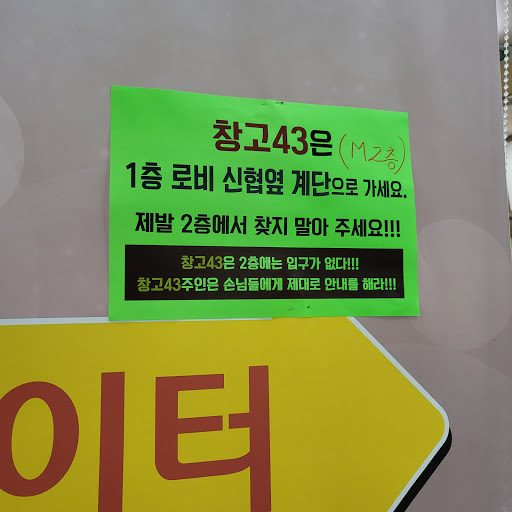 창고43은 (M2층)
1층 로비 신협옆 계단으로 가세요.
제발 2층에서 찾지 말아 주세요!!!
창고43은 2층에는 입구가 없다!!!
창고43주인은 손님들에게 제대로 안내를 해라!!!
이터